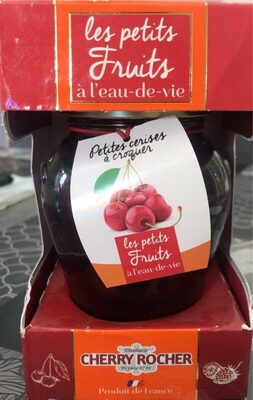 les petits
Fruits
à l'eau-de-vie
Petites cerises
à croquer
les petits
Fruits
à l'eau-de-vie
CHERRY ROCHER
Produit de France